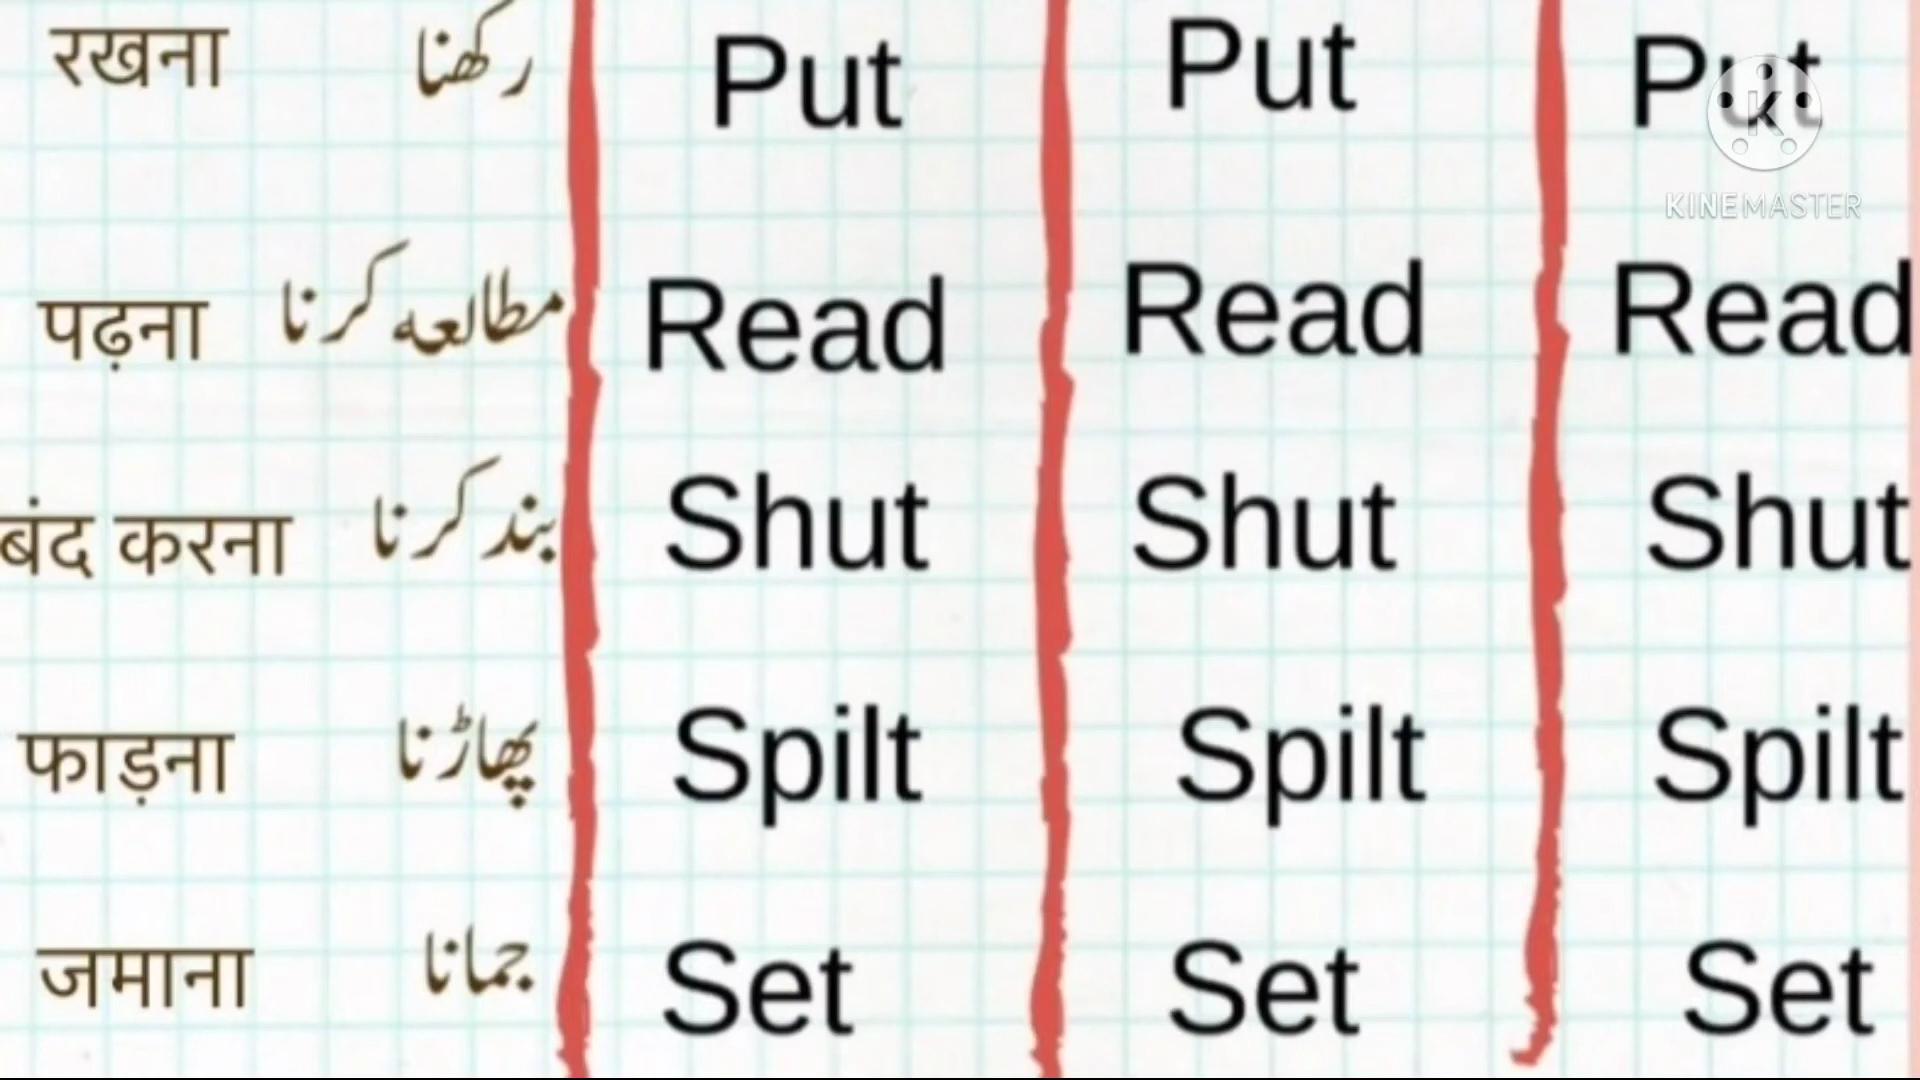 रखना رکھنا Put Put Put
KINEMASTER
पढ़ना مطالعہ کرنا Read Read Read
बंद करना بند کرنا Shut Shut Shut
फाड़ना پھاڑنا Spilt Spilt Spilt
जमाना جمانا Set Set Set